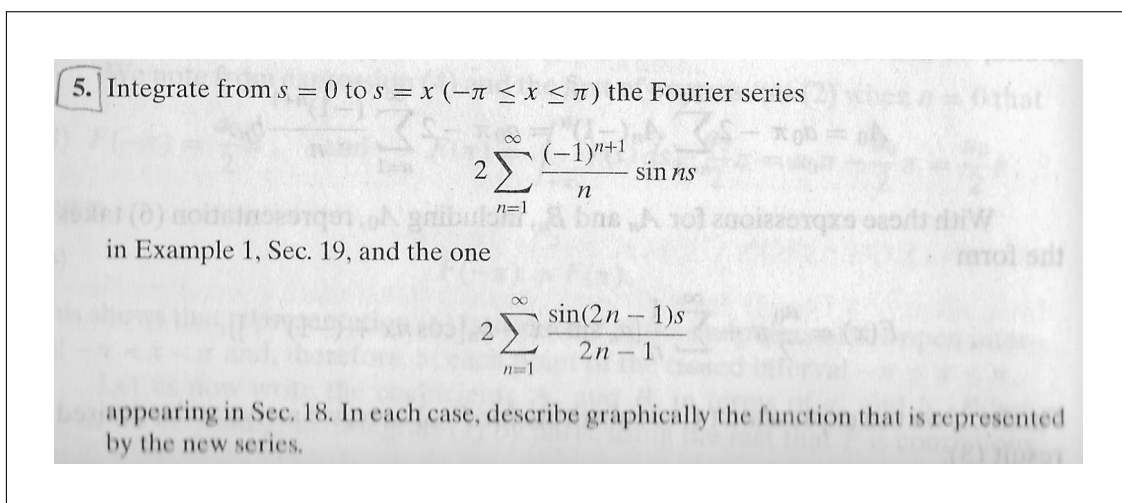 5. Integrate from s = 0 to s = x (−π ≤ x ≤ π) the Fourier series
2 ∑_{n=1}^{∞} \frac{(−1)^{n+1}}{n} sin ns
in Example 1, Sec. 19, and the one
2 ∑_{n=1}^{∞} \frac{sin(2n − 1)s}{2n − 1}
appearing in Sec. 18. In each case, describe graphically the function that is represented
by the new series.